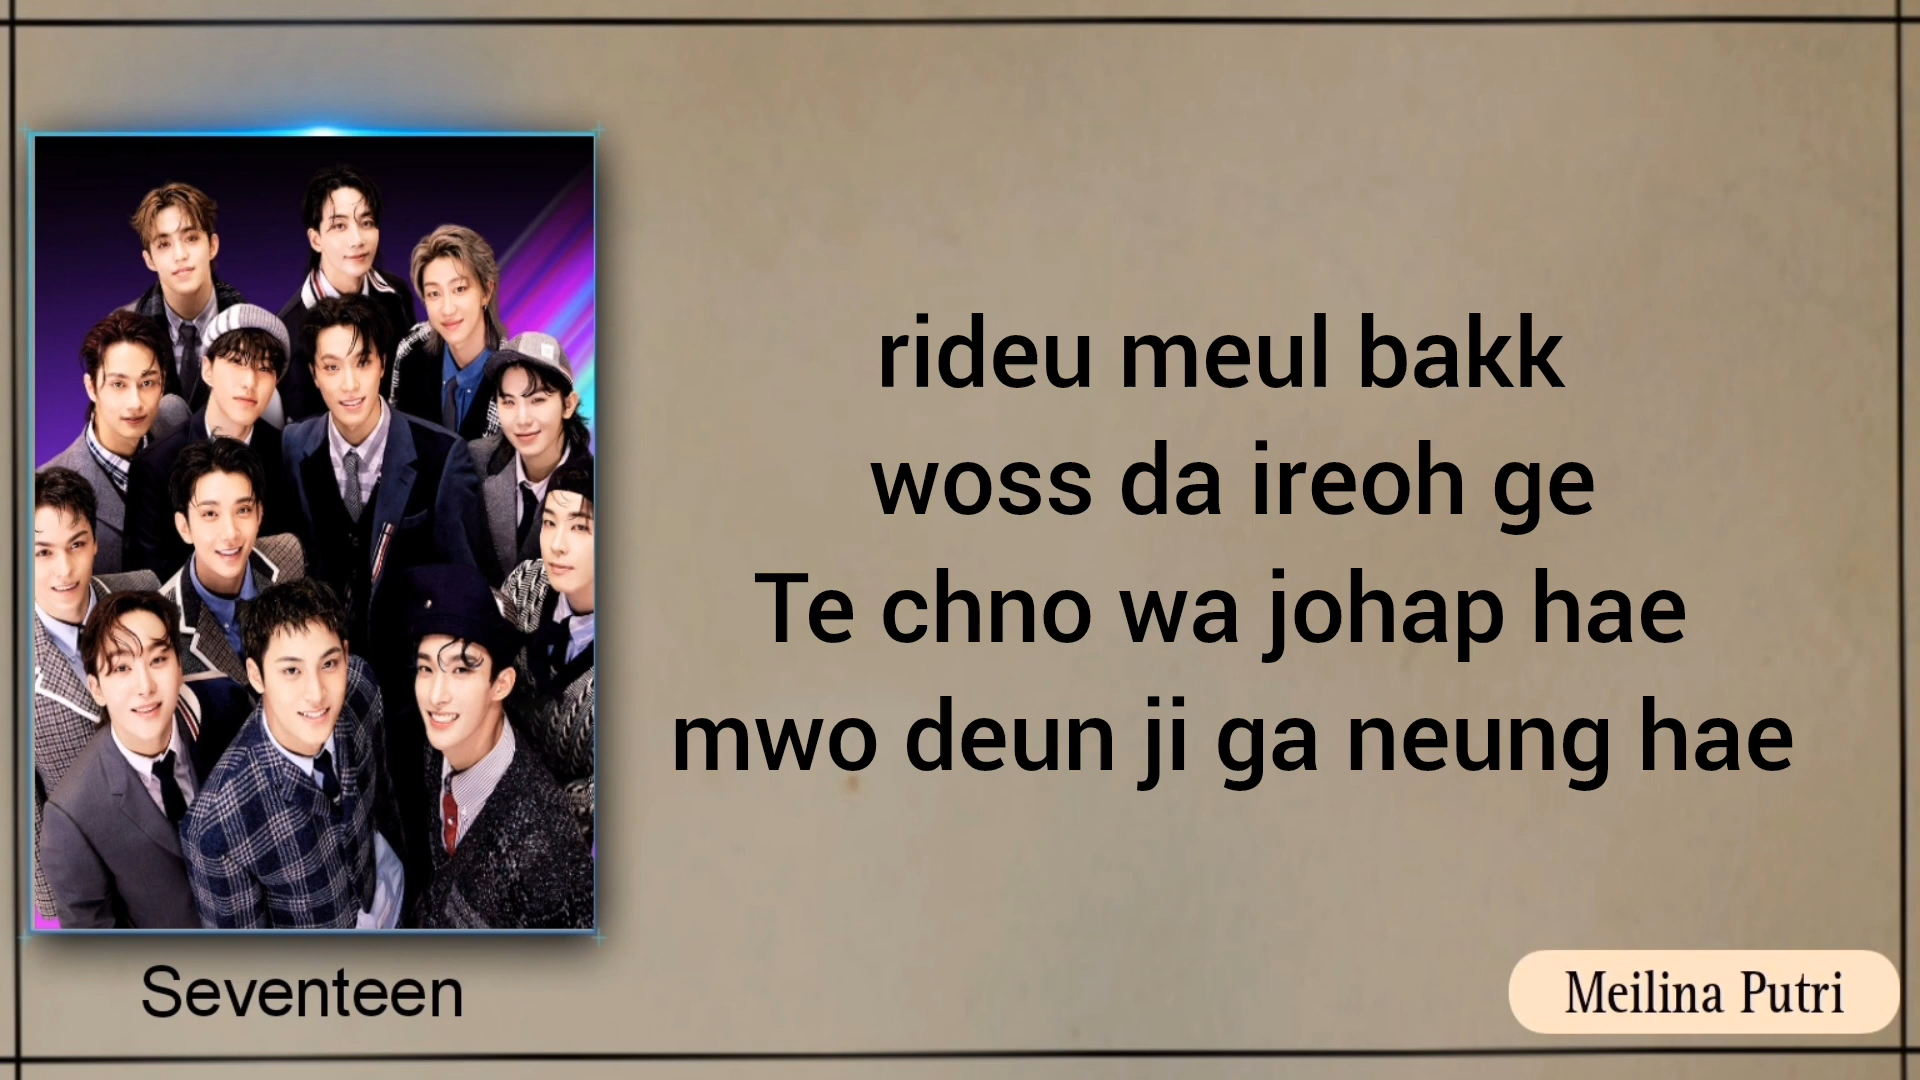 rideu meul bakk
woss da ireoh ge
Te chno wa johap hae
mwo deun ji ga neung hae
Seventeen
Meilina Putri